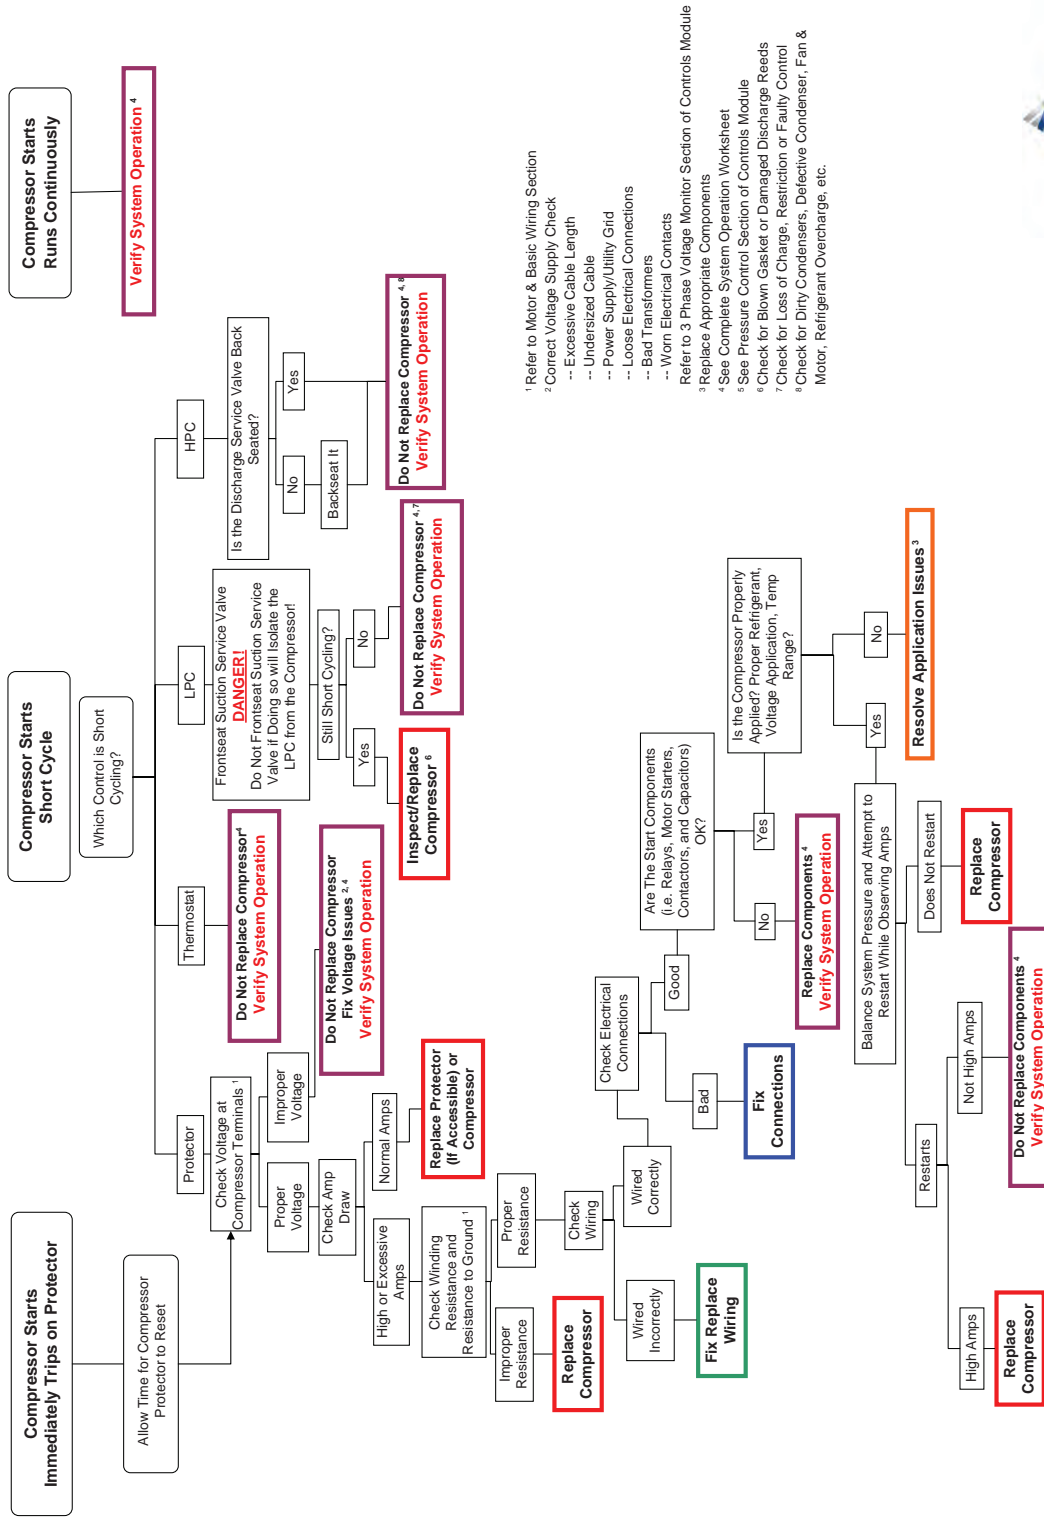 Compressor Starts
Immediately Trips on Protector
Allow Time for Compressor
Protector to Reset
Compressor Starts
Short Cycle
Which Control is Short
Cycling?
Compressor Starts
Runs Continuously
Verify System Operation 4
Protector
Thermostat
LPC
HPC
Check Voltage at
Compressor Terminals 1
Do Not Replace Compressor4
Verify System Operation
Frontseat Suction Service Valve
DANGER!
Do Not Frontseat Suction Service
Valve if Doing so will Isolate the
LPC from the Compressor!
Is the Discharge Service Valve Back
Seated?
Proper
Voltage
Improper
Voltage
Do Not Replace Compressor
Fix Voltage Issues 2, 4
Verify System Operation
Still Short Cycling?
Yes
No
No
Yes
Backseat It
Check Amp
Draw
Inspect/Replace
Compressor 6
Do Not Replace Compressor 4, 7
Verify System Operation
Do Not Replace Compressor 4, 8
Verify System Operation
High or Excessive
Amps
Normal Amps
Replace Protector
(If Accessible) or
Compressor
Check Winding
Resistance and
Resistance to Ground 1
Improper
Resistance
Proper
Resistance
Replace
Compressor
Check
Wiring
Wired
Incorrectly
Wired
Correctly
Fix Replace
Wiring
Check Electrical
Connections
Bad
Good
Fix
Connections
Are The Start Components
(i.e. Relays, Motor Starters,
Contactors, and Capacitors)
OK?
No
Yes
Replace Components 4
Verify System Operation
Is the Compressor Properly
Applied? Proper Refrigerant,
Voltage Application, Temp
Range?
Yes
No
Resolve Application Issues 3
Balance System Pressure and Attempt to
Restart While Observing Amps
Restarts
Does Not Restart
Replace
Compressor
High Amps
Not High Amps
Replace
Compressor
Do Not Replace Components 4
Verify System Operation
1 Refer to Motor & Basic Wiring Section
2 Correct Voltage Supply Check
-- Excessive Cable Length
-- Undersized Cable
-- Power Supply/Utility Grid
-- Loose Electrical Connections
-- Bad Transformers
-- Worn Electrical Contacts
Refer to 3 Phase Voltage Monitor Section of Controls Module
3 Replace Appropriate Components
4 See Complete System Operation Worksheet
5 See Pressure Control Section of Controls Module
6 Check for Blown Gasket or Damaged Discharge Reeds
7 Check for Loss of Charge, Restriction or Faulty Control
8 Check for Dirty Condensers, Defective Condenser, Fan &
Motor, Refrigerant Overcharge, etc.